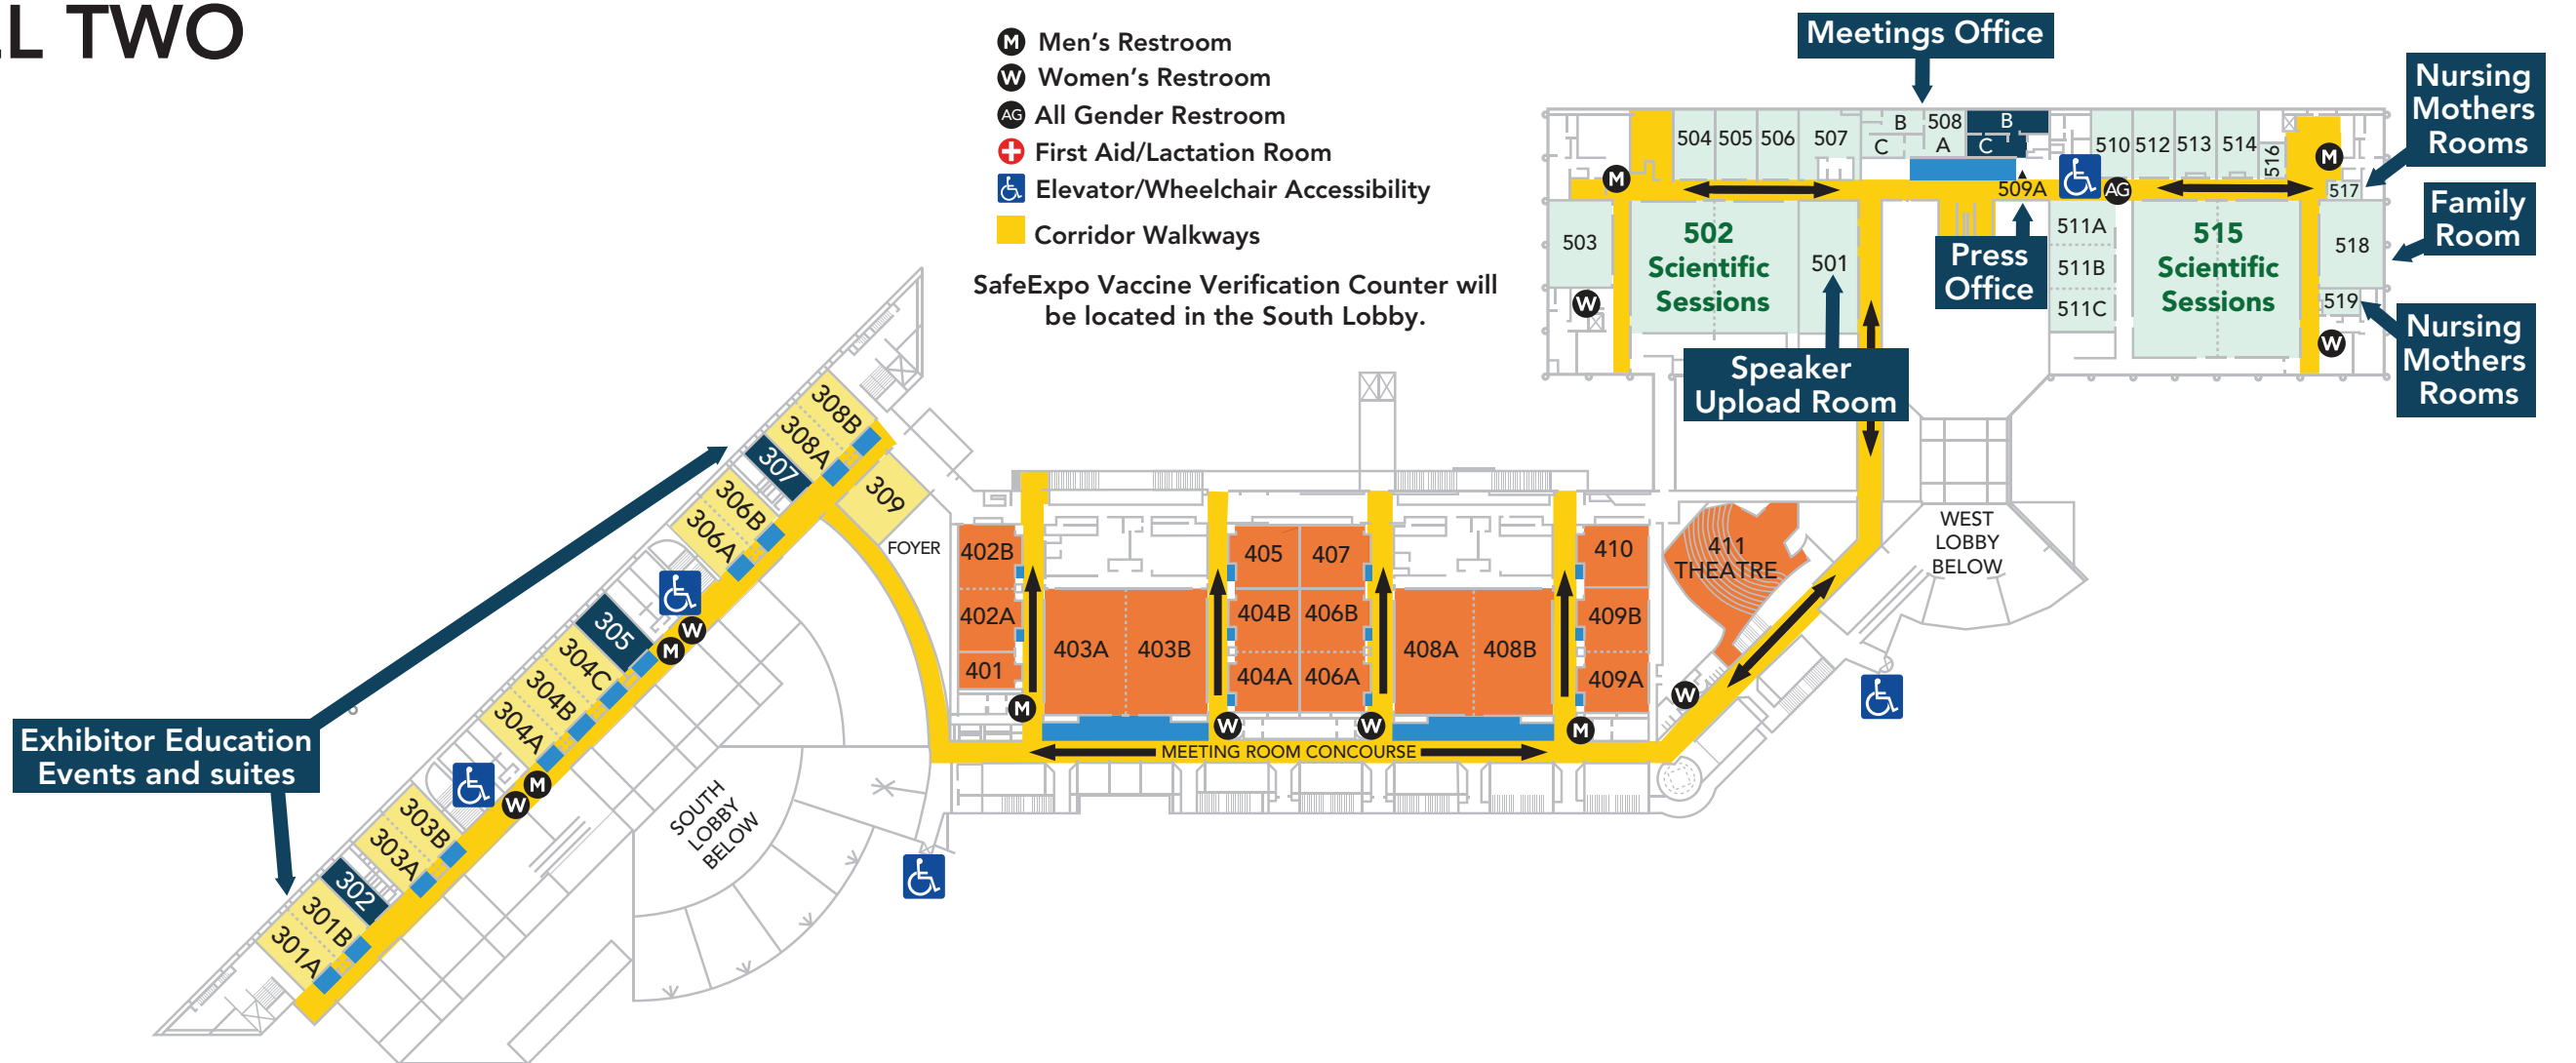 L TWO
M Men's Restroom
W Women's Restroom
AG All Gender Restroom
First Aid/Lactation Room
Elevator/Wheelchair Accessibility
Corridor Walkways
SafeExpo Vaccine Verification Counter will
be located in the South Lobby.
Meetings Office
Nursing
Mothers
Rooms
Family
Room
Nursing
Mothers
Rooms
Press
Office
Speaker
Upload Room
Exhibitor Education
Events and suites
504
505
506
507
B
C
508
A
B
C
509A
510
512
513
514
516
517
518
519
503
502
Scientific
Sessions
501
511A
511B
511C
515
Scientific
Sessions
M
AG
M
W
W
308B
308A
307
306B
306A
305
304C
304B
304A
303B
303A
302
301B
301A
309
FOYER
W
M
M
W
402B
402A
401
403A
403B
405
407
404B
406B
404A
406A
408A
408B
410
409B
409A
411
THEATRE
M
W
W
M
W
MEETING ROOM CONCOURSE
SOUTH
LOBBY
BELOW
WEST
LOBBY
BELOW